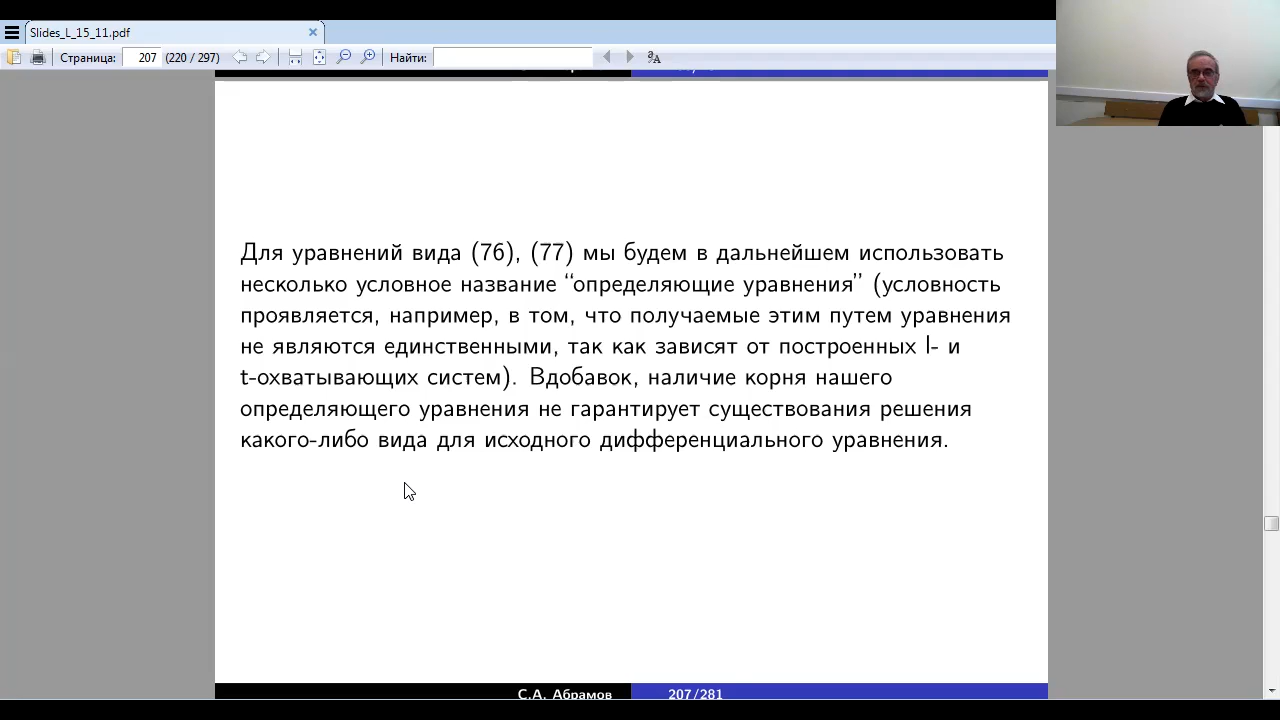 Slides_L_15_11.pdf
Страница: 207 (220 / 297) Найти:
Для уравнений вида (76), (77) мы будем в дальнейшем использовать
несколько условное название “определяющие уравнения” (условность
проявляется, например, в том, что получаемые этим путем уравнения
не являются единственными, так как зависят от построенных l- и
t-охватывающих систем). Вдобавок, наличие корня нашего
определяющего уравнения не гарантирует существования решения
какого-либо вида для исходного дифференциального уравнения.
С.А. Абрамов 207/281